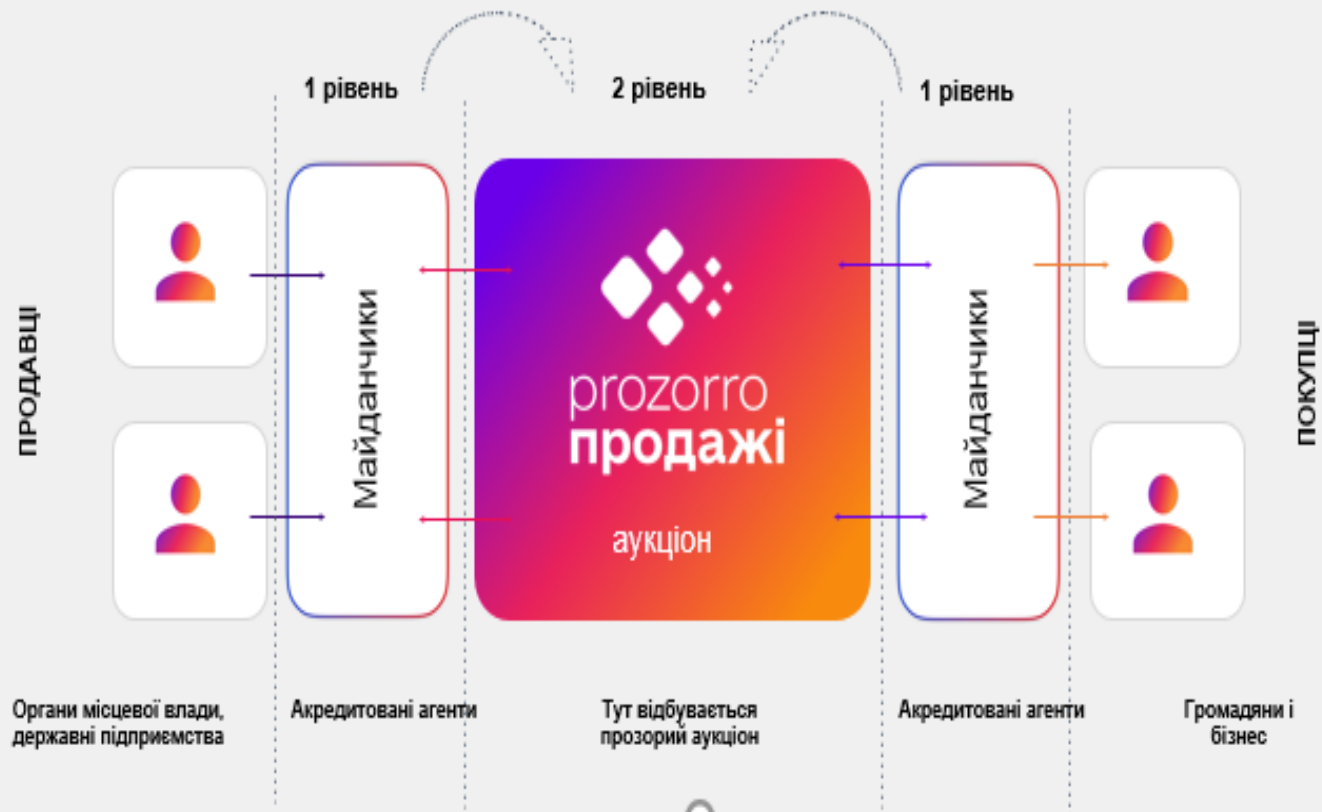 1 рівень
2 рівень
1 рівень
ПРОДАВЦІ
Майданчики
prozorro
продажі
аукціон
Майданчики
ПОКУПЦІ
Органи місцевої влади,
державні підприємства
Акредитовані агенти
Тут відбувається
прозорий аукціон
Акредитовані агенти
Громадяни і
бізнес